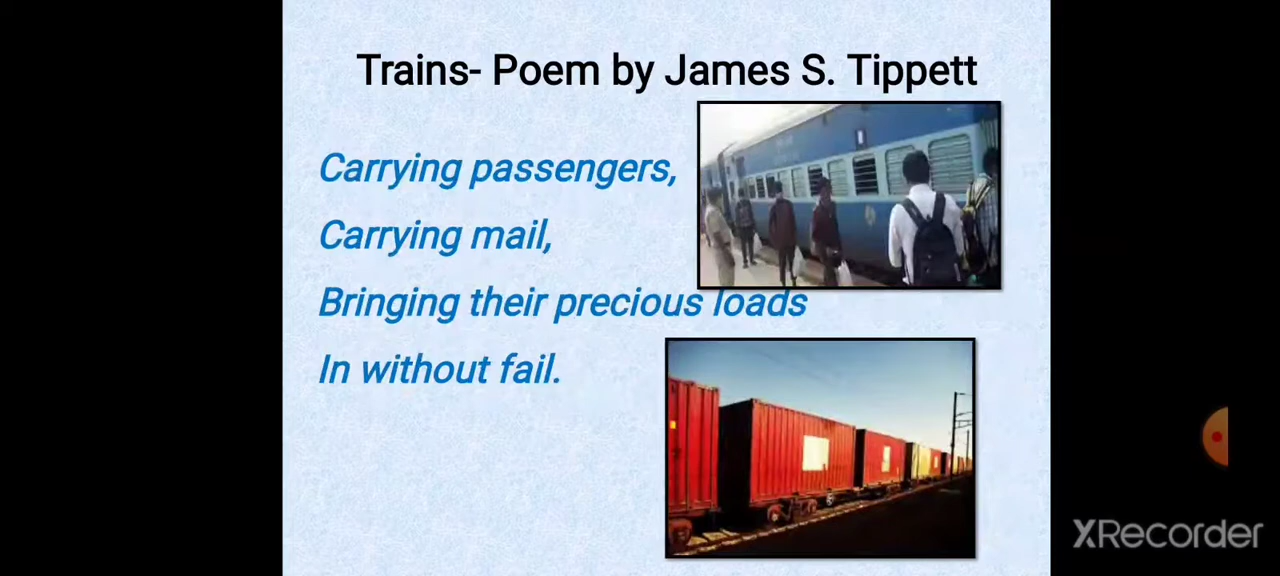 Trains- Poem by James S. Tippett
Carrying passengers,
Carrying mail,
Bringing their precious loads
In without fail.
XRecorder